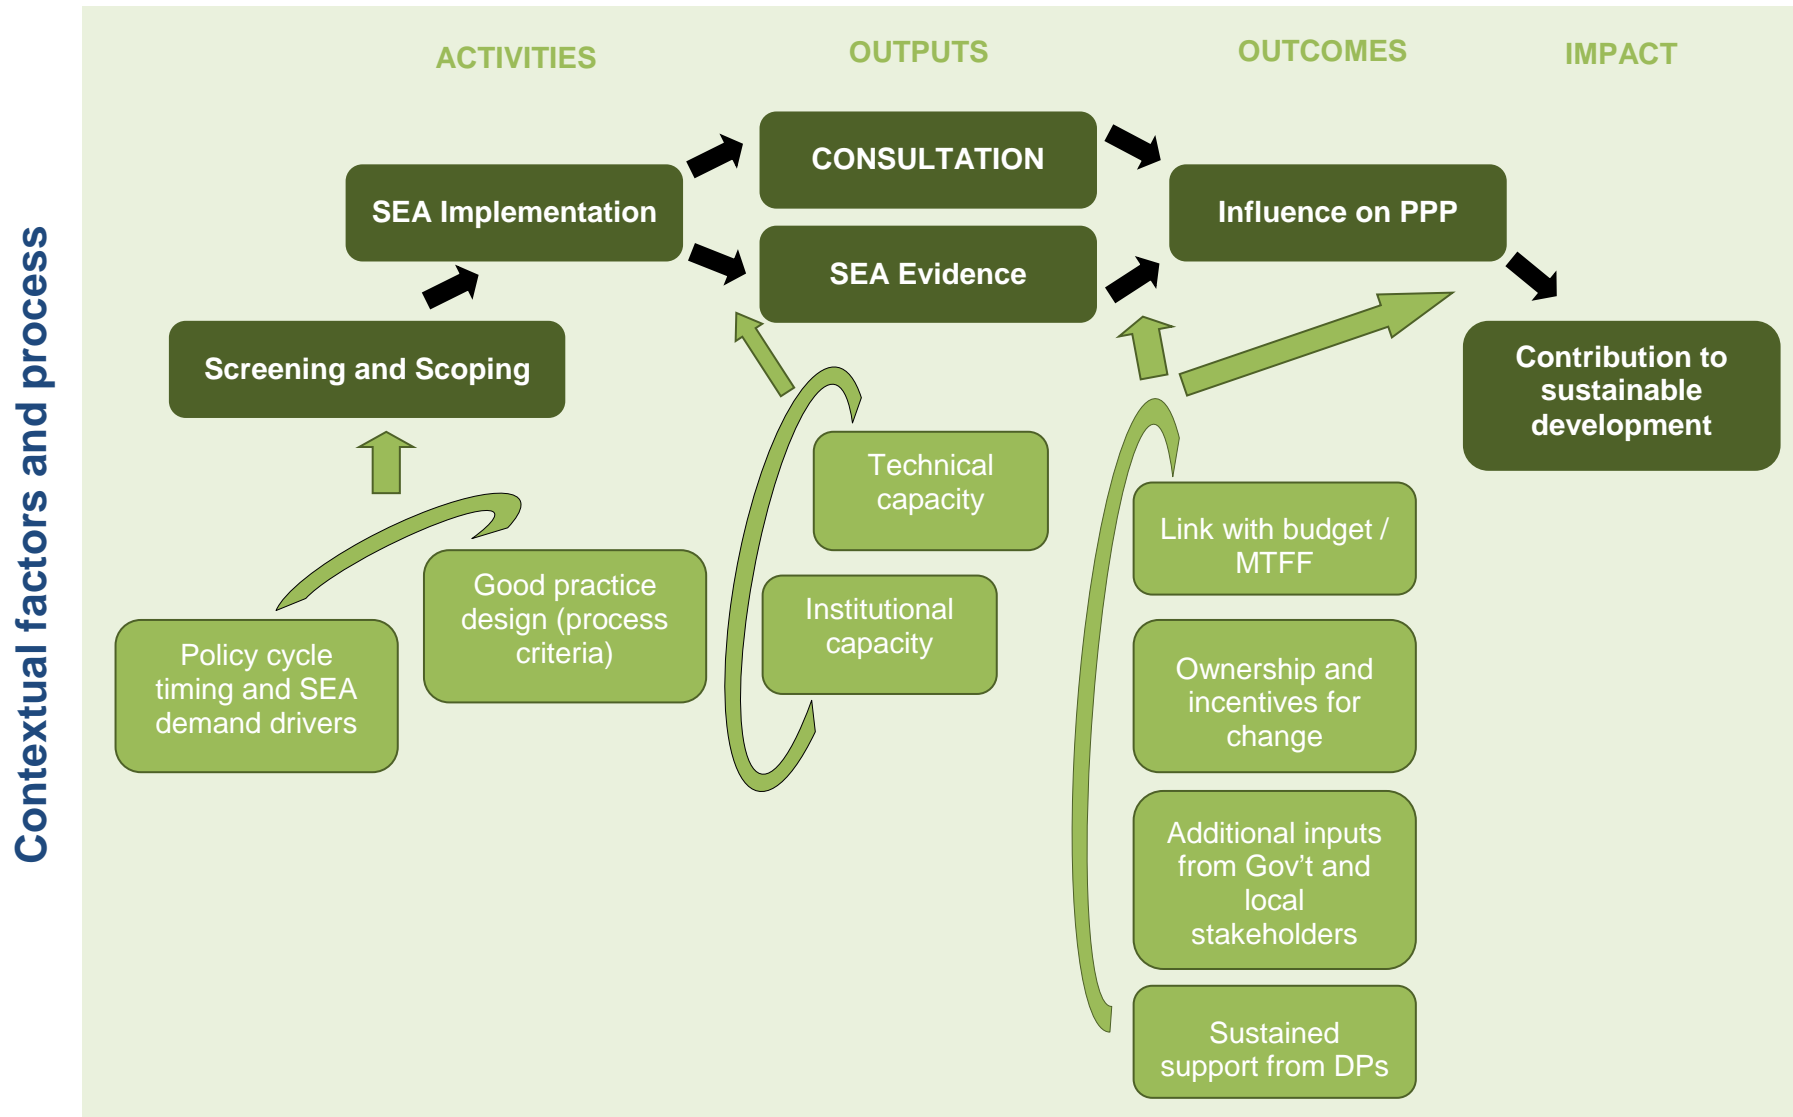 Contextual factors and process
ACTIVITIES
OUTPUTS
OUTCOMES
IMPACT
CONSULTATION
SEA Implementation
Influence on PPP
SEA Evidence
Screening and Scoping
Contribution to
sustainable
development
Technical
capacity
Link with budget /
MTFF
Good practice
design (process
criteria)
Institutional
capacity
Policy cycle
timing and SEA
demand drivers
Ownership and
incentives for
change
Additional inputs
from Gov’t and
local
stakeholders
Sustained
support from DPs